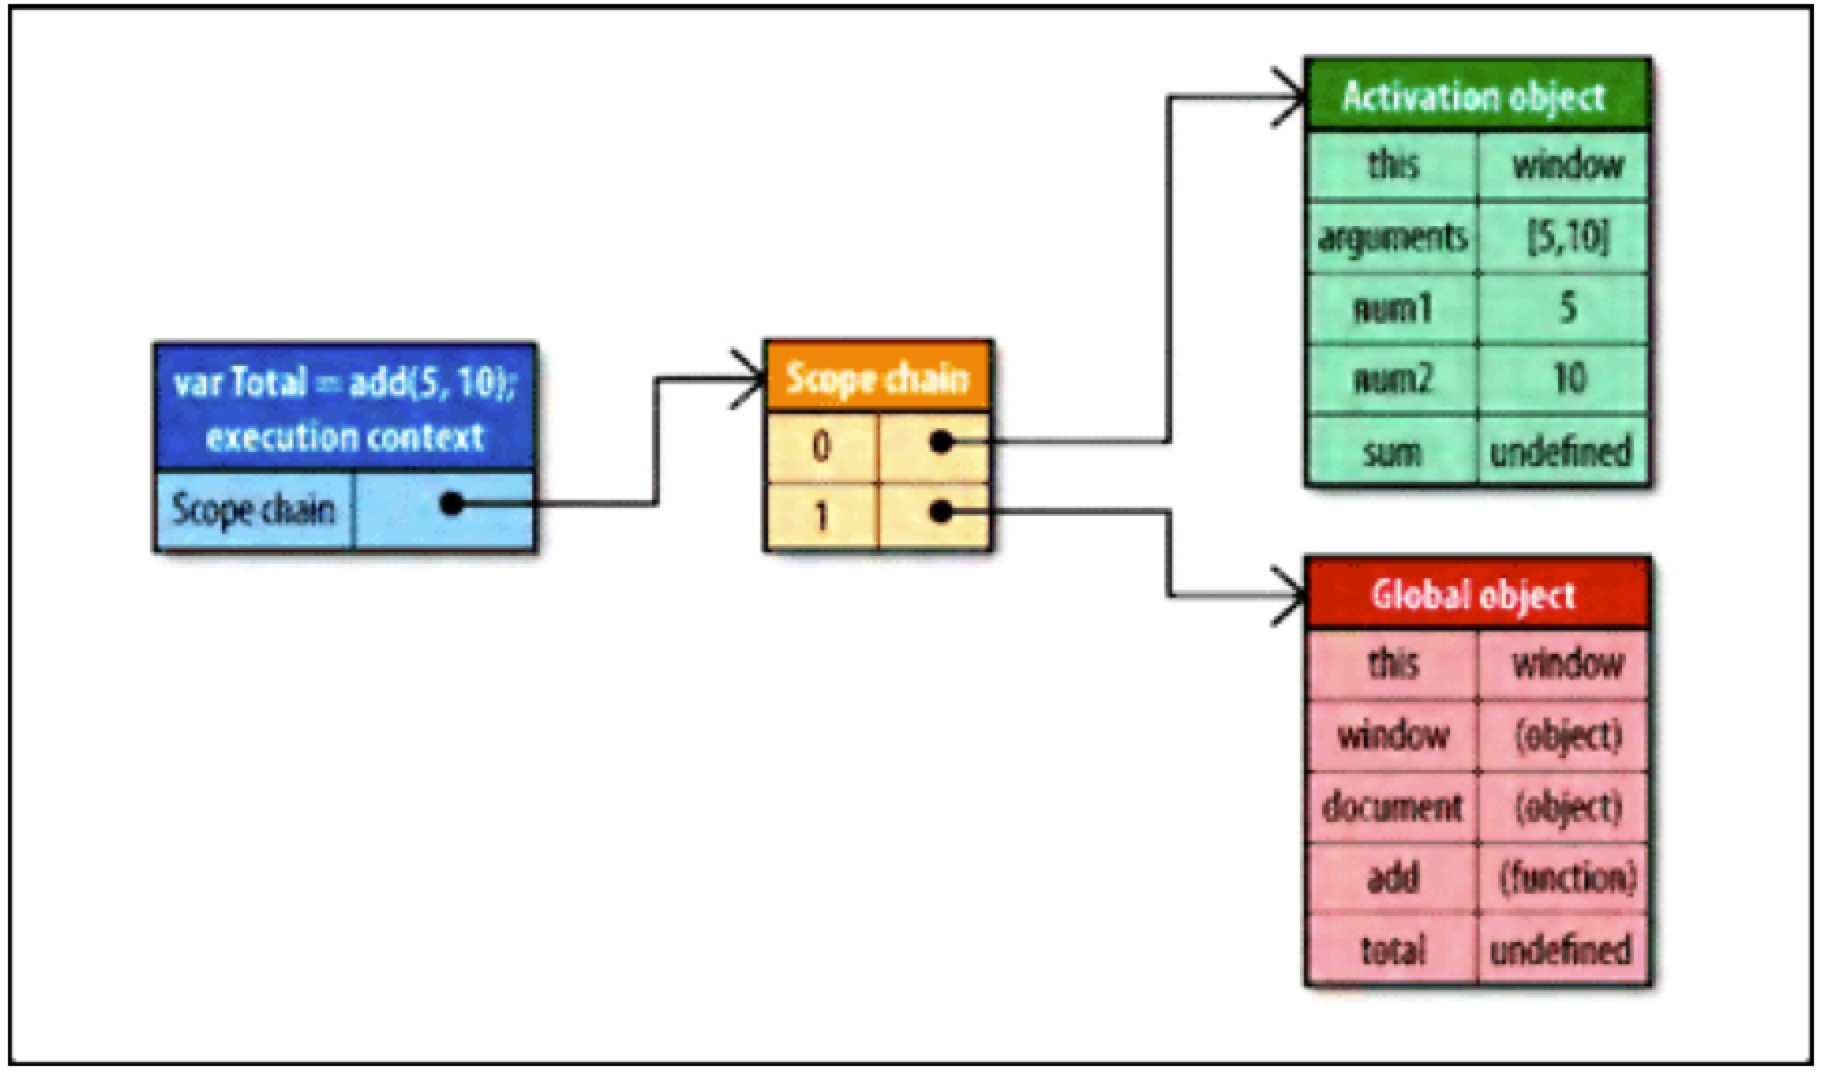 var Total = add(5, 10);
execution context
Scope chain
Scope chain
0
1
Activation object
this window
arguments [5,10]
num1 5
num2 10
sum undefined
Global object
this window
window (object)
document (object)
add (function)
total undefined